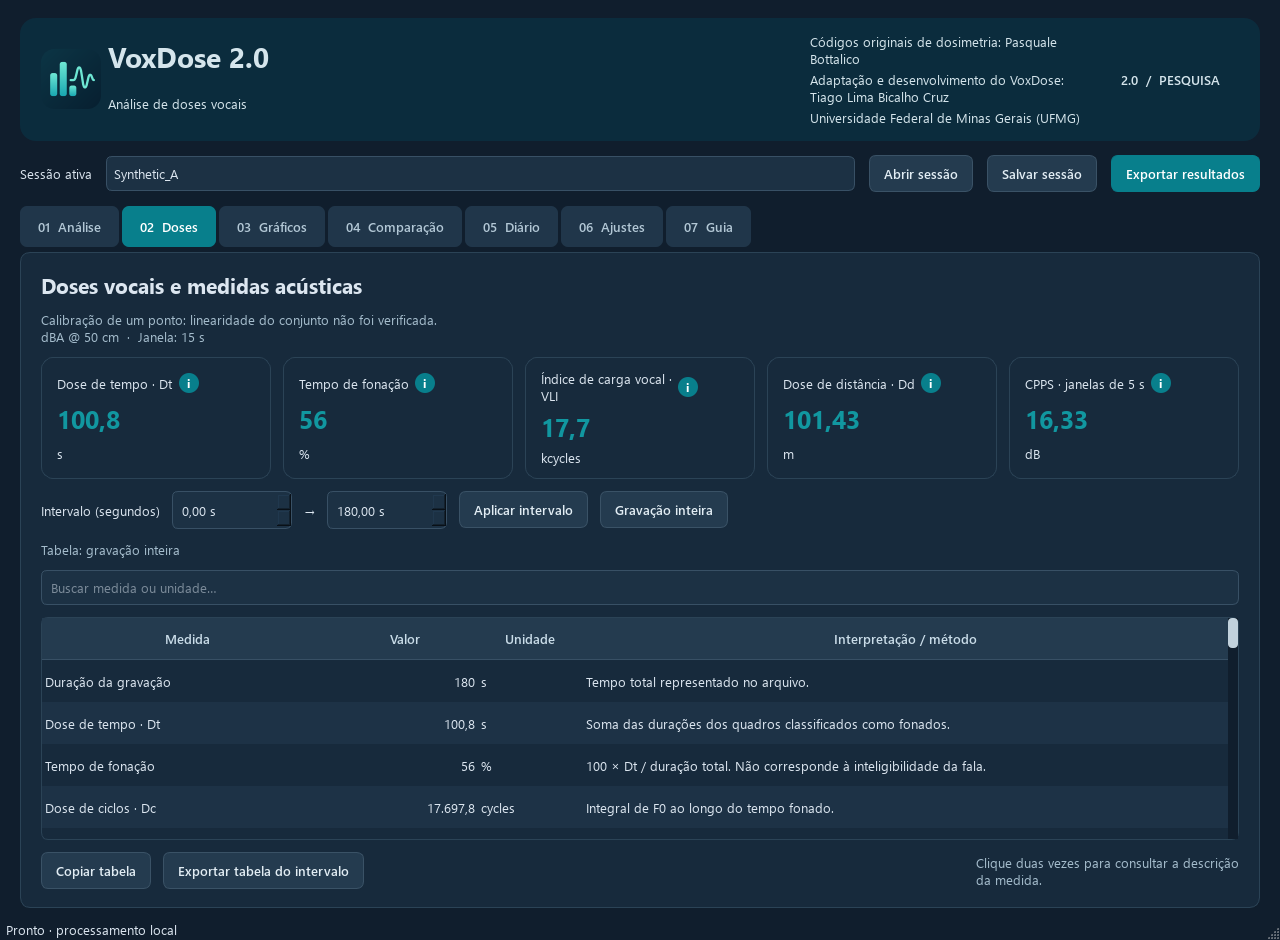 VoxDose 2.0
Análise de doses vocais
Códigos originais de dosimetria: Pasquale
Bottalico
Adaptação e desenvolvimento do VoxDose:
Tiago Lima Bicalho Cruz
Universidade Federal de Minas Gerais (UFMG)
2.0 / PESQUISA
Sessão ativa
Synthetic_A
Abrir sessão
Salvar sessão
Exportar resultados
01 Análise
02 Doses
03 Gráficos
04 Comparação
05 Diário
06 Ajustes
07 Guia
Doses vocais e medidas acústicas
Calibração de um ponto: linearidade do conjunto não foi verificada.
dBA @ 50 cm · Janela: 15 s
Dose de tempo · Dt i
100,8
s
Tempo de fonação i
56
%
Índice de carga vocal ·
VLI i
17,7
kcycles
Dose de distância · Dd i
101,43
m
CPPS · janelas de 5 s i
16,33
dB
Intervalo (segundos) 0,00 s → 180,00 s Aplicar intervalo Gravação inteira
Tabela: gravação inteira
Buscar medida ou unidade...
Medida Valor Unidade Interpretação / método
Duração da gravação 180 s Tempo total representado no arquivo.
Dose de tempo · Dt 100,8 s Soma das durações dos quadros classificados como fonados.
Tempo de fonação 56 % 100 × Dt / duração total. Não corresponde à inteligibilidade da fala.
Dose de ciclos · Dc 17.697,8 cycles Integral de F0 ao longo do tempo fonado.
Copiar tabela
Exportar tabela do intervalo
Clique duas vezes para consultar a descrição
da medida.
Pronto · processamento local